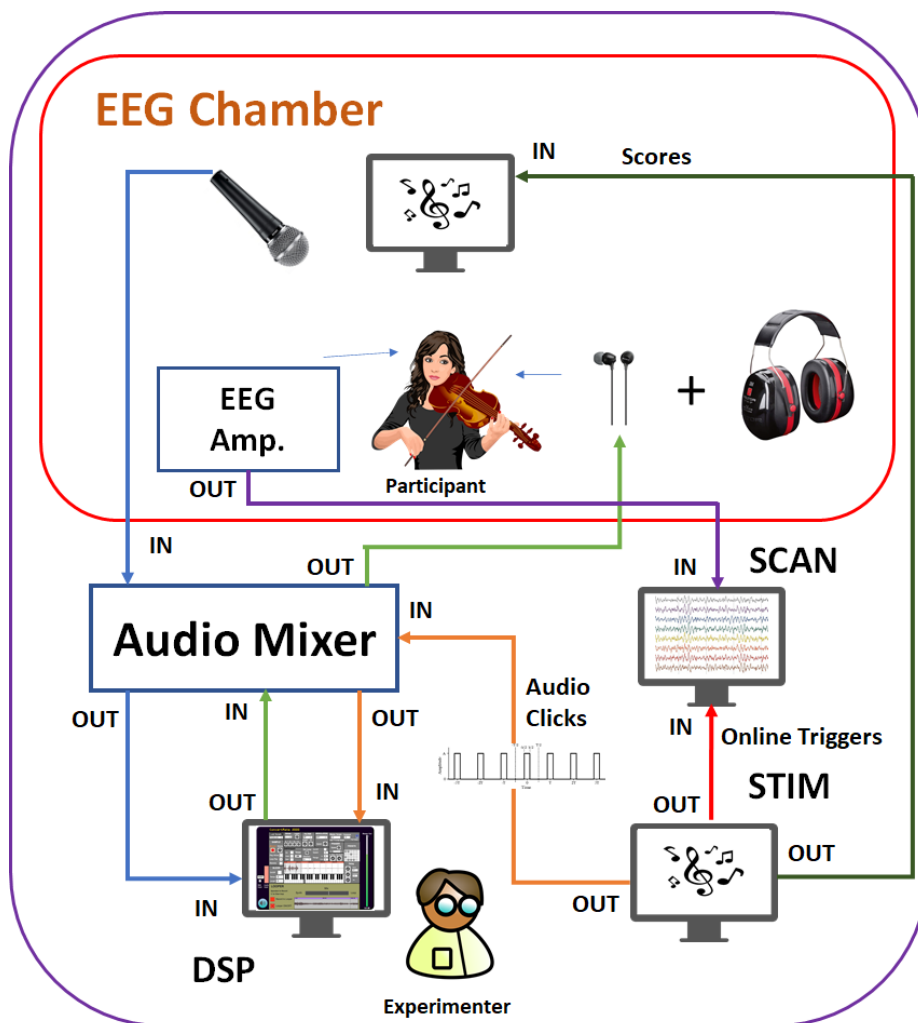 EEG Chamber
IN
Scores
EEG
Amp.
OUT
Participant
IN
OUT
IN
SCAN
Audio Mixer
IN
OUT
IN
OUT
Audio
Clicks
IN
Online Triggers
STIM
OUT
IN
OUT
OUT
IN
OUT
DSP
Experimenter